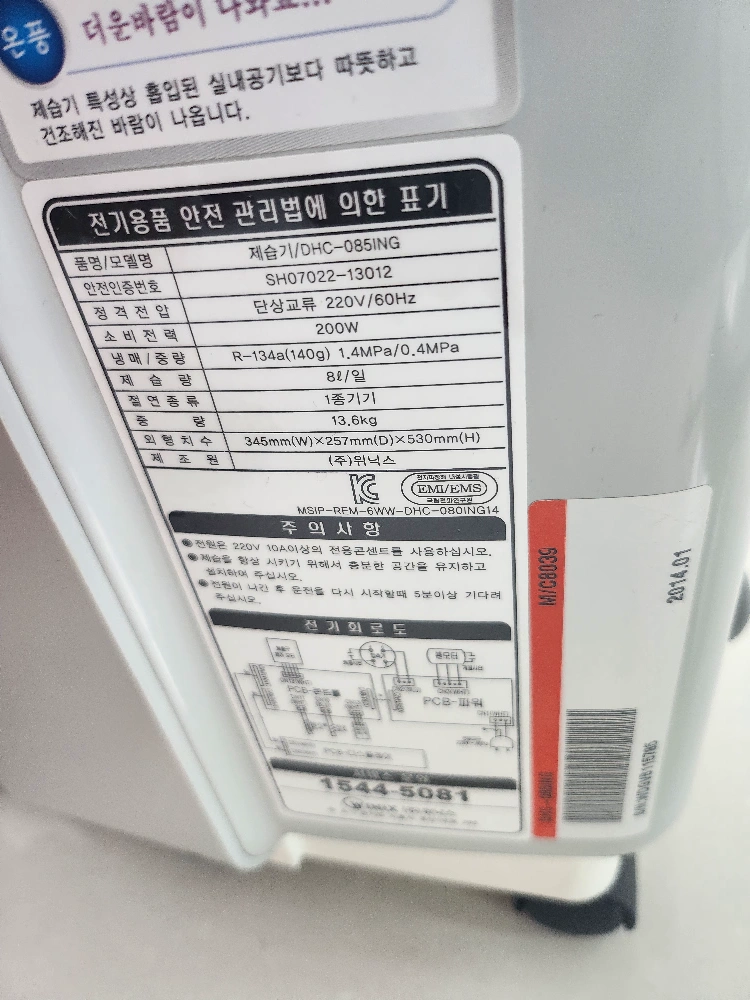 온풍
더운바람이 나와요...
제습기 특성상 흡입된 실내공기보다 따뜻하고
건조해진 바람이 나옵니다.
전기용품 안전 관리법에 의한 표기
품명/모델명 제습기/DHC-085ING
안전인증번호 SH07022-13012
정격전압 단상교류 220V/60Hz
소비전력 200W
냉매/중량 R-134a(140g) 1.4MPa/0.4MPa
제습량 8ℓ/일
절연종류 1종기기
중량 13.6kg
외형치수 345mm(W)×257mm(D)×530mm(H)
제조원 (주)위닉스
EMI/EMS
MSIP-REM-6WW-DHC-080ING14
주의사항
●전원은 220V 10A이상의 전용콘센트를 사용하십시오.
●제습을 향상 시키기 위해서 충분한 공간을 유지하고
설치하여 주십시오.
●전원이 나간 후 운전을 다시 시작할때 5분이상 기다려
주십시오.
전기회로도
PCB-콘트롤
PCB-파워
1544-5081
M/C8039
2014.01